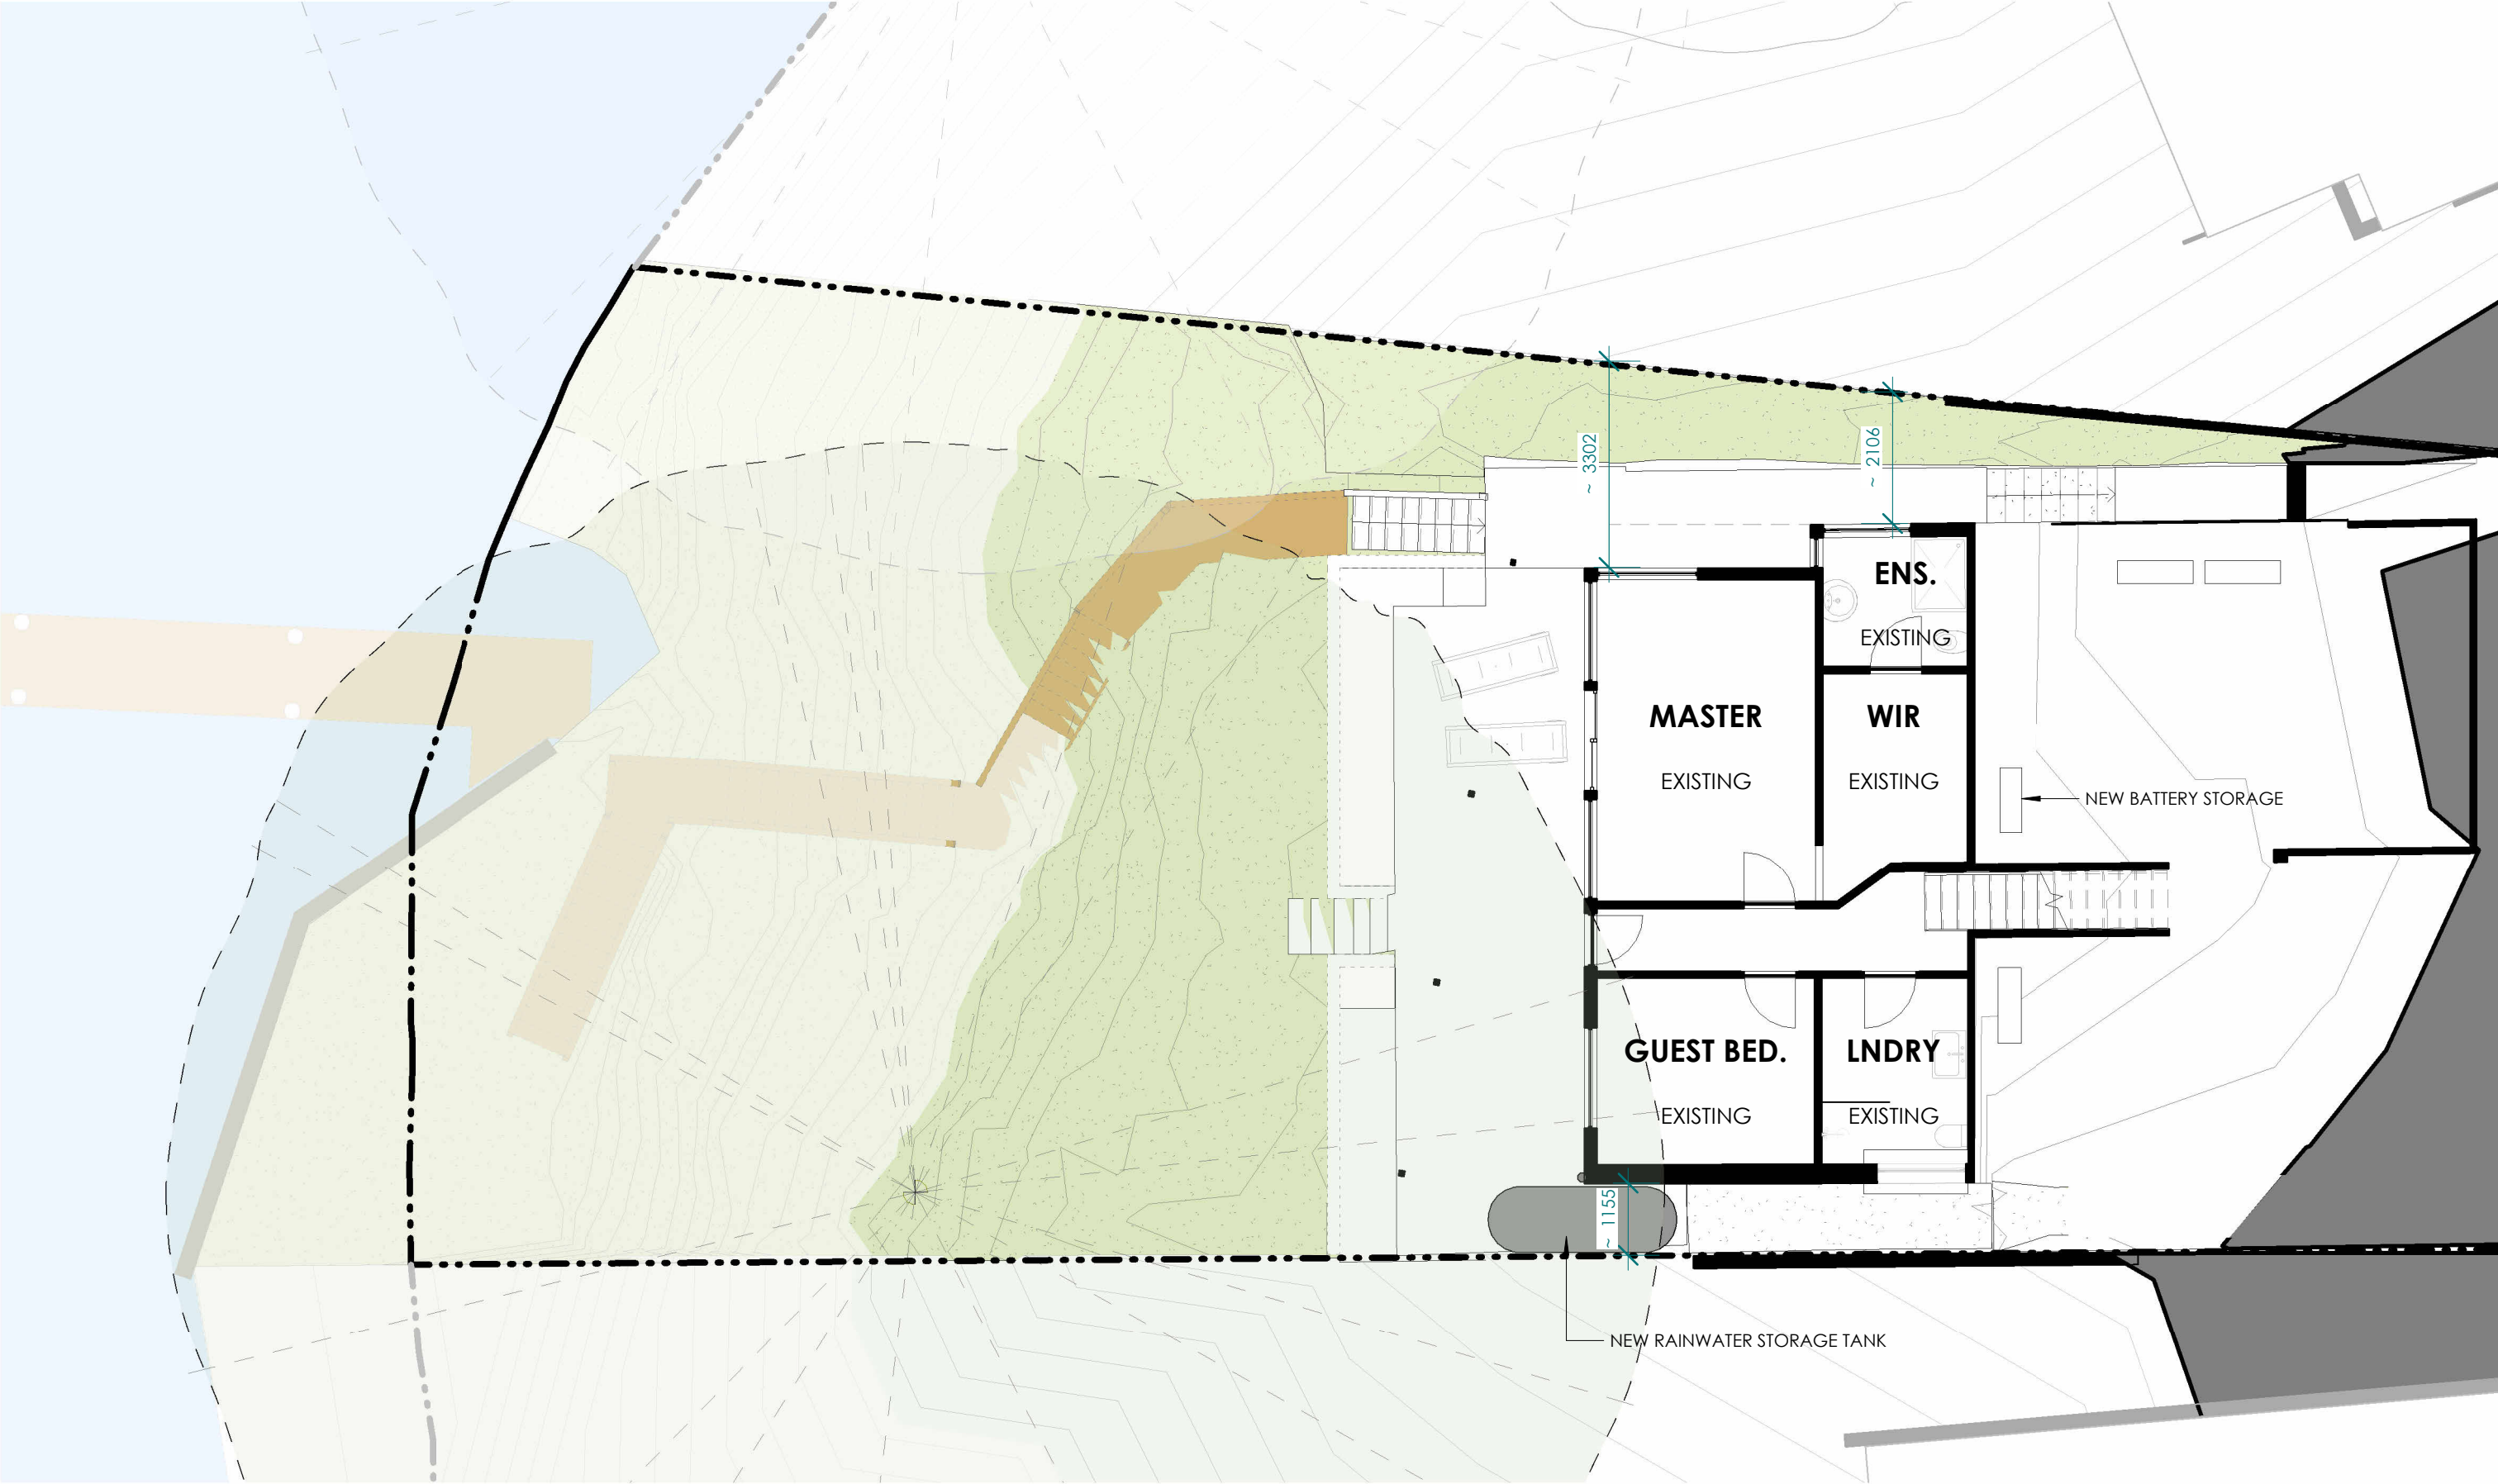 ~ 3302
~ 2106
ENS.
EXISTING
MASTER
EXISTING
WIR
EXISTING
NEW BATTERY STORAGE
GUEST BED.
EXISTING
LNDRY
EXISTING
~ 1155
NEW RAINWATER STORAGE TANK